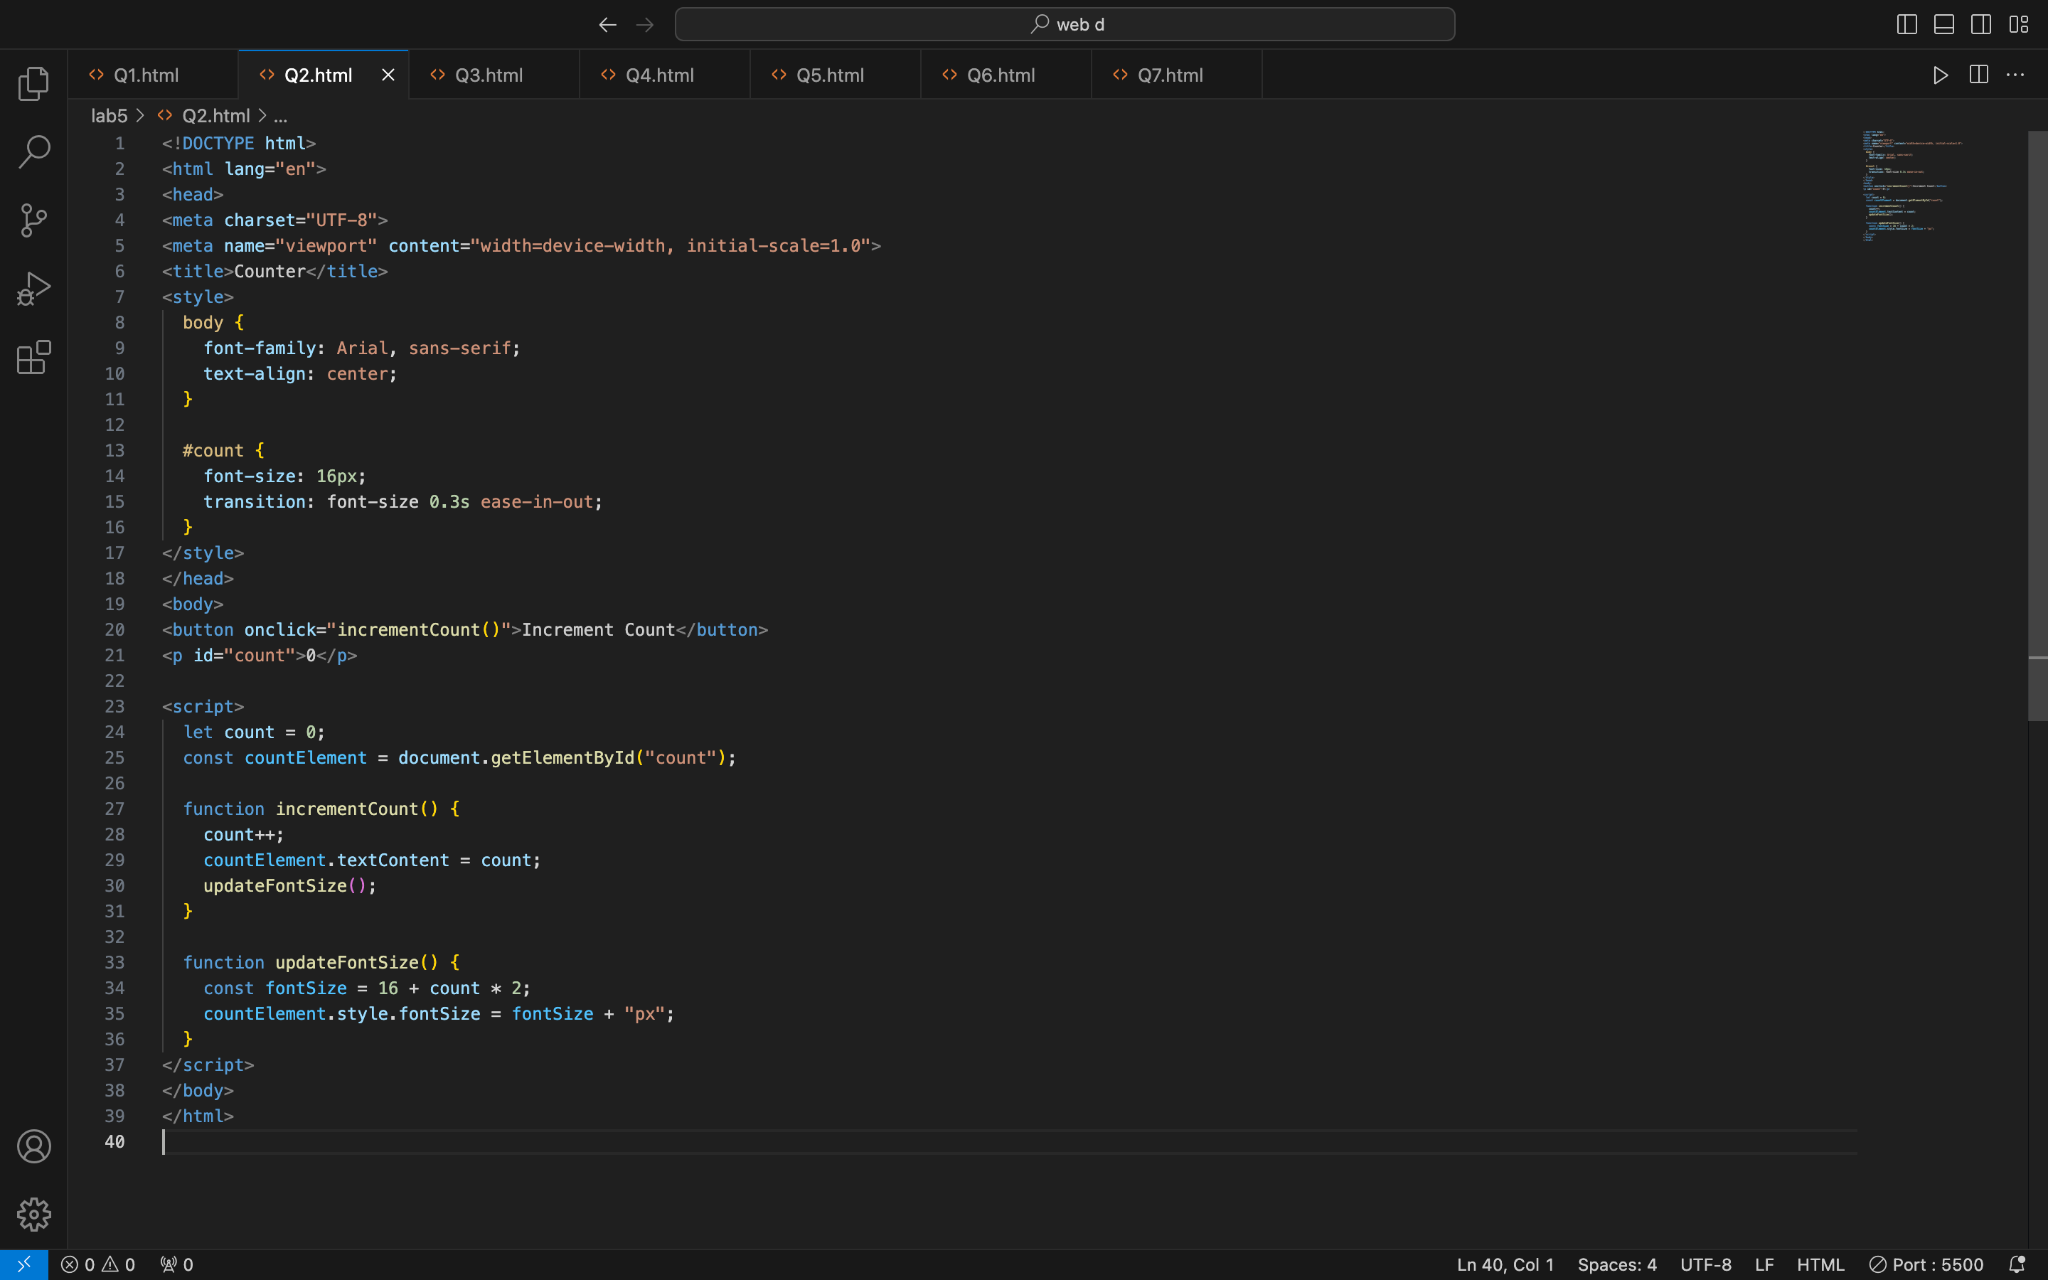 web d
Q1.html Q2.html Q3.html Q4.html Q5.html Q6.html Q7.html
lab5 > Q2.html > ...
1 <!DOCTYPE html>
2 <html lang="en">
3 <head>
4 <meta charset="UTF-8">
5 <meta name="viewport" content="width=device-width, initial-scale=1.0">
6 <title>Counter</title>
7 <style>
8 body {
9 font-family: Arial, sans-serif;
10 text-align: center;
11 }
12
13 #count {
14 font-size: 16px;
15 transition: font-size 0.3s ease-in-out;
16 }
17 </style>
18 </head>
19 <body>
20 <button onclick="incrementCount()">Increment Count</button>
21 <p id="count">0</p>
22
23 <script>
24 let count = 0;
25 const countElement = document.getElementById("count");
26
27 function incrementCount() {
28 count++;
29 countElement.textContent = count;
30 updateFontSize();
31 }
32
33 function updateFontSize() {
34 const fontSize = 16 + count * 2;
35 countElement.style.fontSize = fontSize + "px";
36 }
37 </script>
38 </body>
39 </html>
40
0 0 0 Ln 40, Col 1 Spaces: 4 UTF-8 LF HTML Port : 5500